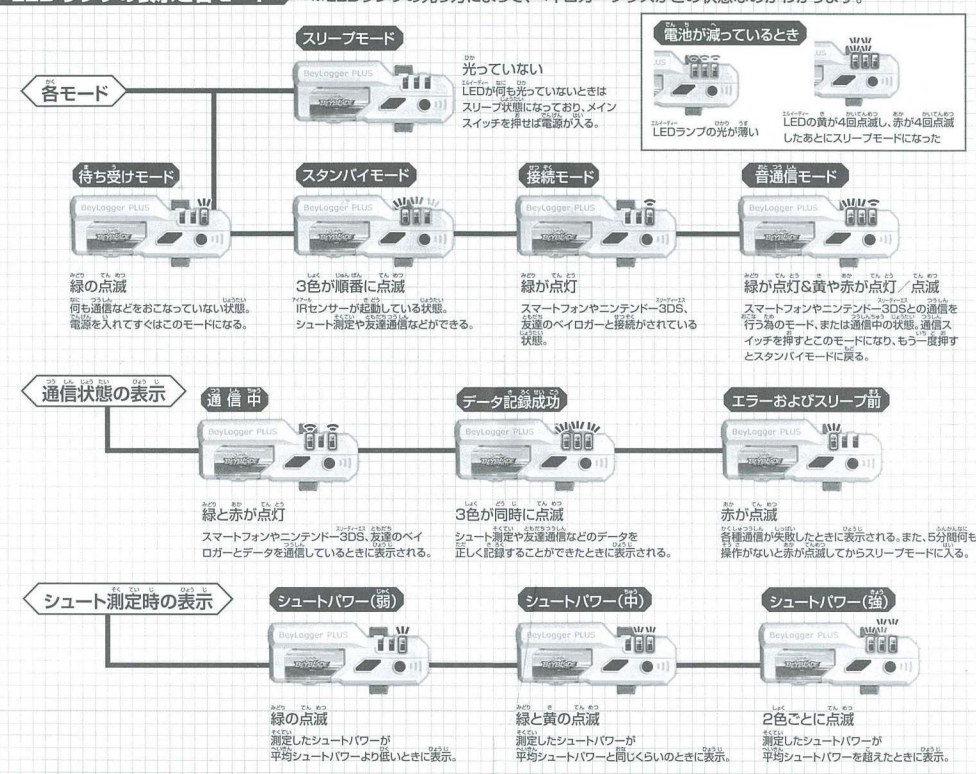 LEDランプの表示と各モード
※LEDランプの光り方によって、ベイロガープラスがどの状態なのかわかります。
各モード
スリープモード
BeyLogger PLUS
光っていない
LEDが何も光っていないときは
スリープ状態になっており、メイン
スイッチを押せば電源が入る。
電池が減っているとき
LEDランプの光が薄い
LEDの黄が4回点滅し、赤が4回点滅
したあとにスリープモードになった
待ち受けモード
BeyLogger PLUS
緑の点滅
何も通信などをおこなっていない状態。
電源を入れてすぐはこのモードになる。
スタンバイモード
BeyLogger PLUS
3色が順番に点滅
IRセンサーが起動している状態。
シュート測定や友達通信などができる。
接続モード
BeyLogger PLUS
緑が点灯
スマートフォンやニンテンドー3DS、
友達のベイロガーと接続がされている
状態。
音通信モード
BeyLogger PLUS
緑が点灯&黄や赤が点灯/点滅
スマートフォンやニンテンドー3DSとの通信を
行う為のモード、または通信中の状態。通信ス
イッチを押すとこのモードになり、もう一度押す
とスタンバイモードに戻る。
通信状態の表示
通信中
BeyLogger PLUS
緑と赤が点灯
スマートフォンやニンテンドー3DS、友達のベイ
ロガーとデータを通信しているときに表示される。
データ記録成功
BeyLogger PLUS
3色が同時に点滅
シュート測定や友達通信などのデータを
正しく記録することができたときに表示される。
エラーおよびスリープ前
BeyLogger PLUS
赤が点滅
各種通信が失敗したときに表示される。また、5分間何も
操作がないと赤が点滅してからスリープモードに入る。
シュート測定時の表示
シュートパワー(弱)
BeyLogger PLUS
緑の点滅
測定したシュートパワーが
平均シュートパワーより低いときに表示。
シュートパワー(中)
BeyLogger PLUS
緑と黄の点滅
測定したシュートパワーが
平均シュートパワーと同じくらいのときに表示。
シュートパワー(強)
BeyLogger PLUS
2色ごとに点滅
測定したシュートパワーが
平均シュートパワーを超えたときに表示。